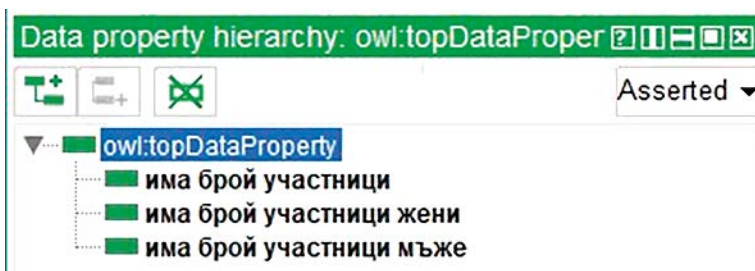 Data property hierarchy: owl:topDataProper
Asserted
owl:topDataProperty
има брой участници
има брой участници жени
има брой участници мъже